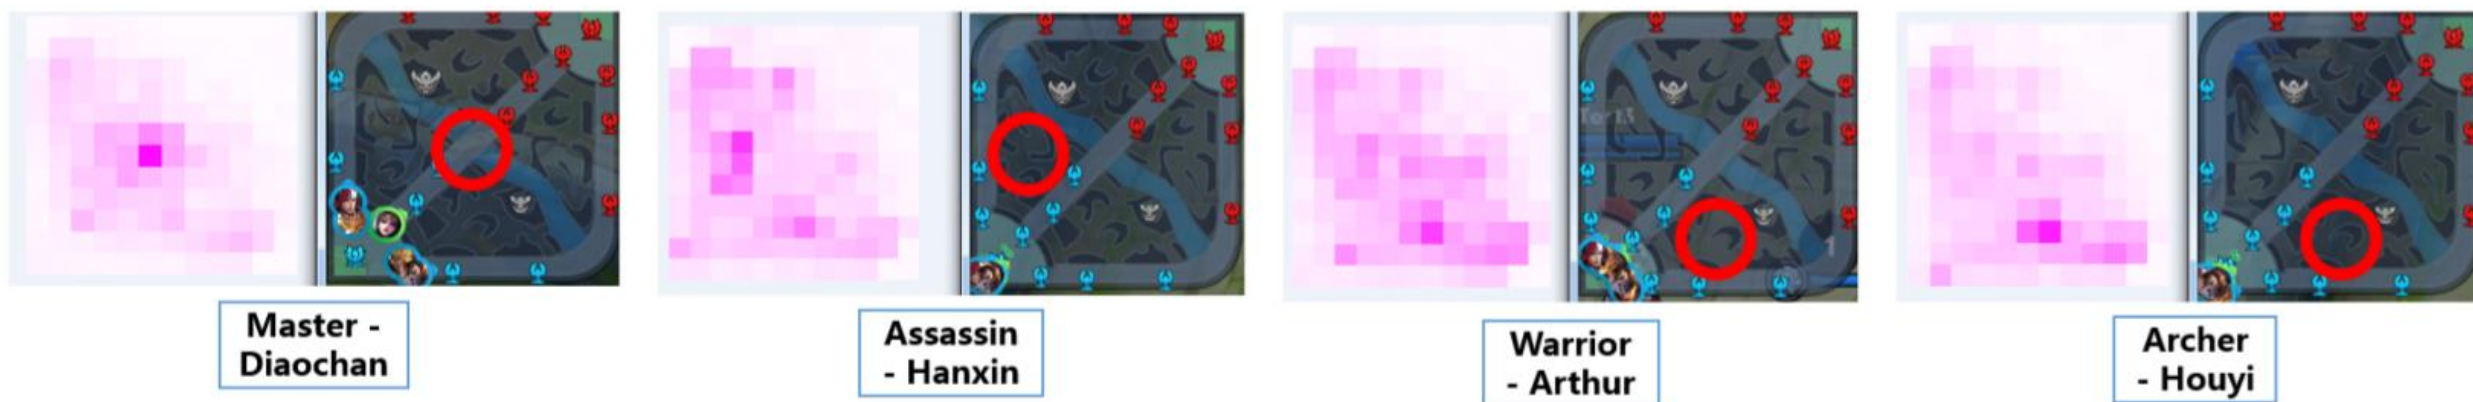 Master -
Diaochan
Assassin
- Hanxin
Warrior
- Arthur
Archer
- Houyi